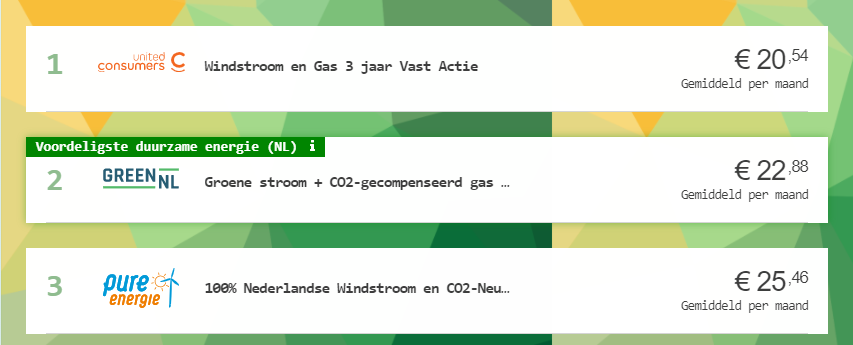 1
united
consumers
Windstroom en Gas 3 jaar Vast Actie
€ 20,54
Gemiddeld per maand
Voordeligste duurzame energie (NL) i
2
GREEN
NL
Groene stroom + CO2-gecompenseerd gas …
€ 22,88
Gemiddeld per maand
3
pure
energie
100% Nederlandse Windstroom en CO2-Neu…
€ 25,46
Gemiddeld per maand